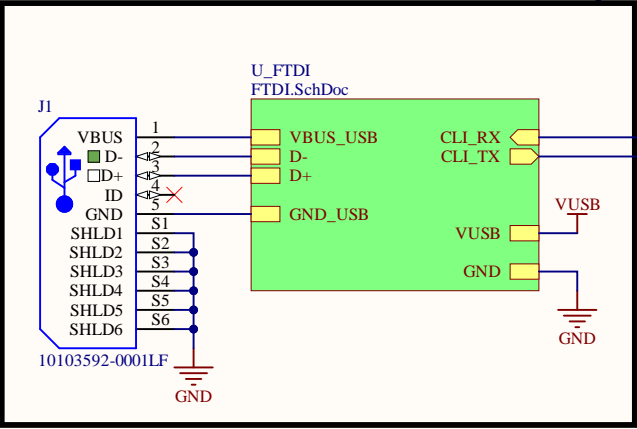 U_FTDI
FTDI.SchDoc
J1
VBUS 1 VBUS_USB CLI_RX
D- 2 D- CLI_TX
D+ 3 D+
ID 4
GND 5 GND_USB
VUSB
VUSB
SHLD1 S1
SHLD2 S2
SHLD3 S3
GND
SHLD4 S4
SHLD5 S5
SHLD6 S6
GND
10103592-0001LF
GND